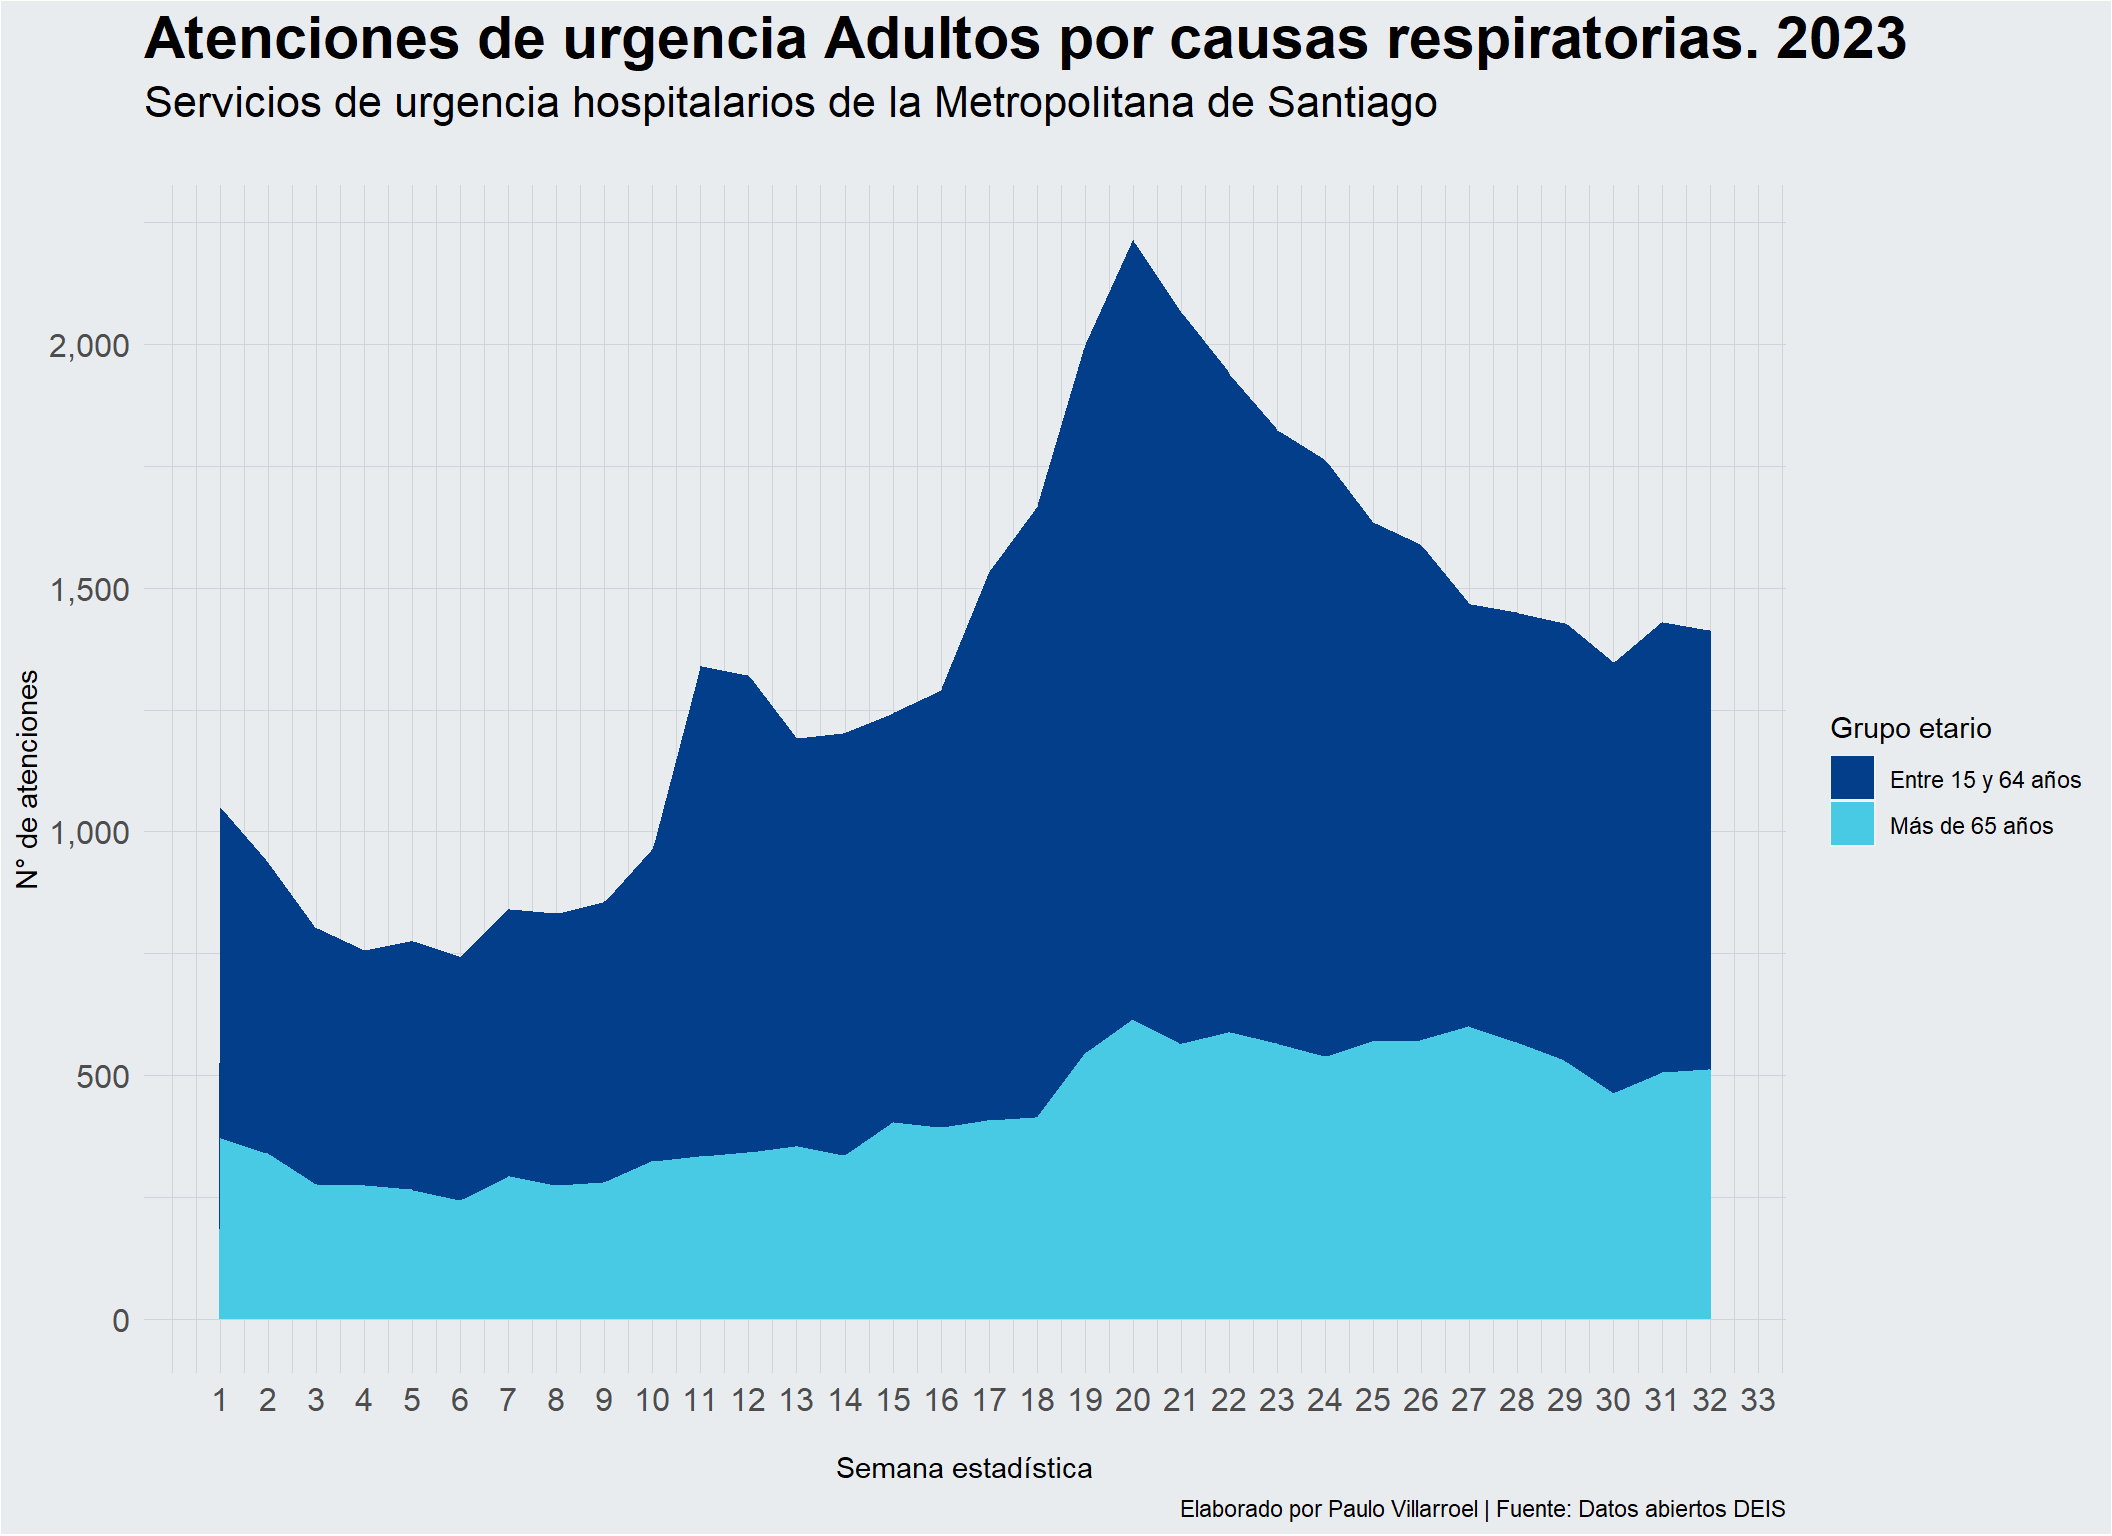 Atenciones de urgencia Adultos por causas respiratorias. 2023
Servicios de urgencia hospitalarios de la Metropolitana de Santiago
2,000
1,500
1,000
500
0
N° de atenciones
1 2 3 4 5 6 7 8 9 10 11 12 13 14 15 16 17 18 19 20 21 22 23 24 25 26 27 28 29 30 31 32 33
Semana estadística
Grupo etario
Entre 15 y 64 años
Más de 65 años
Elaborado por Paulo Villarroel | Fuente: Datos abiertos DEIS